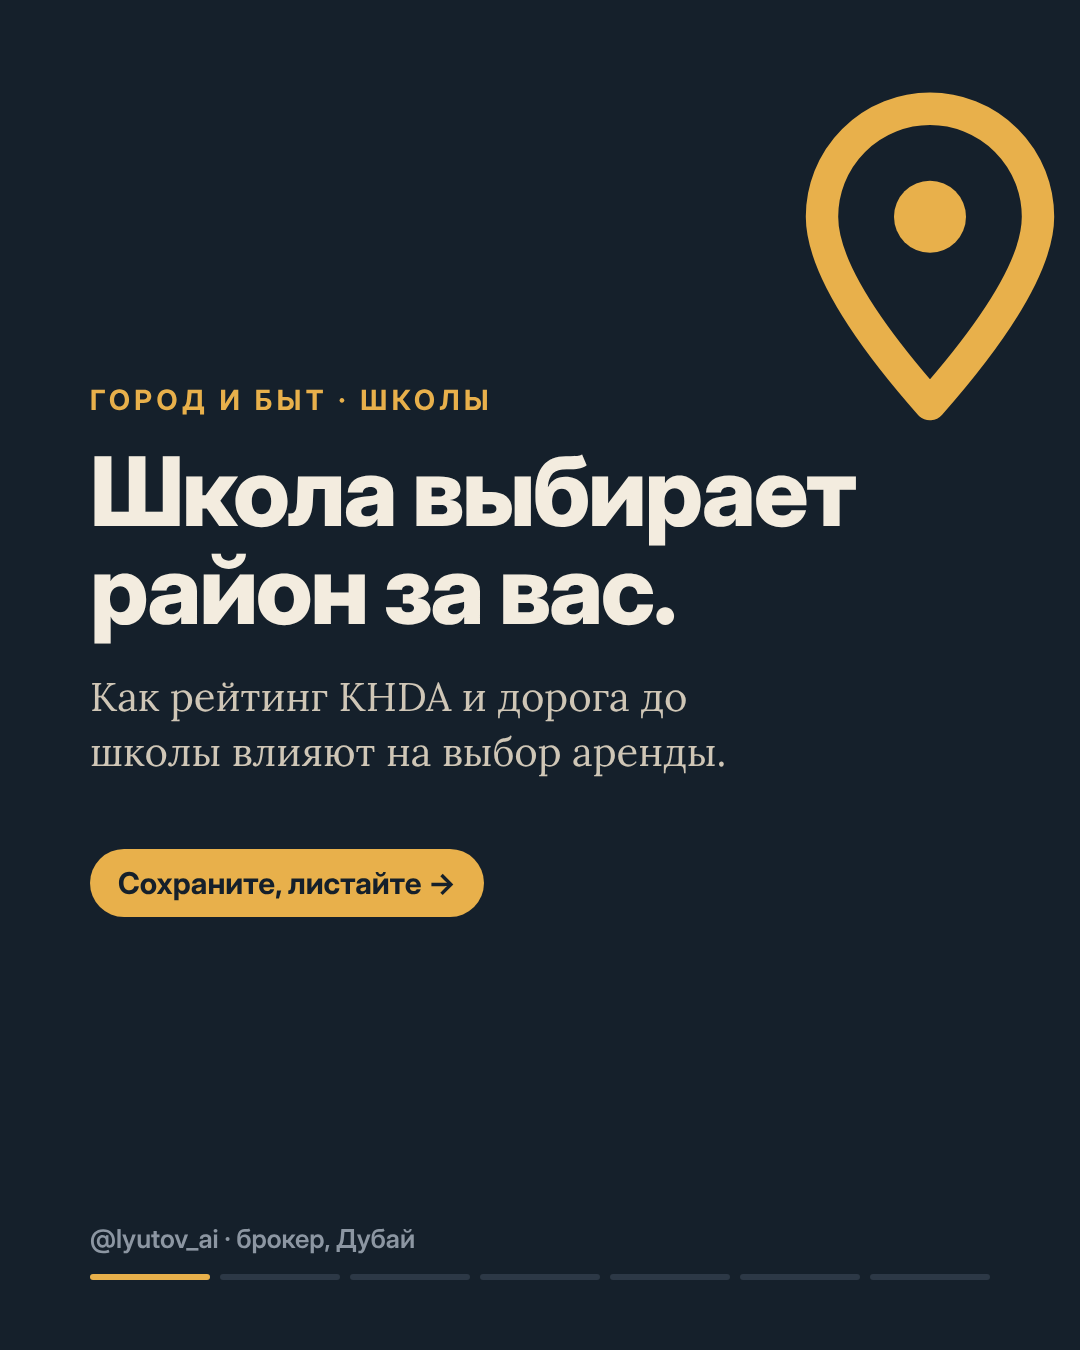 ГОРОД И БЫТ · ШКОЛЫ
Школа выбирает
район за вас.
Как рейтинг KHDA и дорога до
школы влияют на выбор аренды.
Сохраните, листайте →
@lyutov_ai · брокер, Дубай